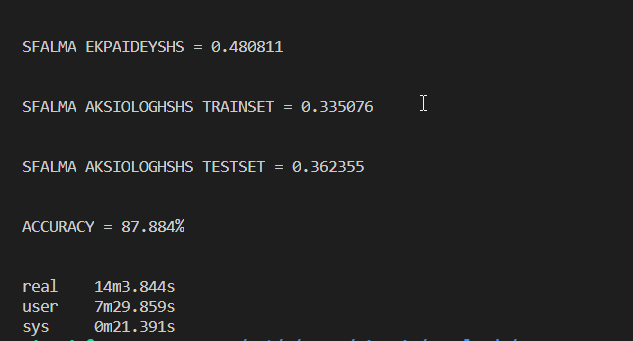 SFALMA EKPAIDEYSHS = 0.480811
SFALMA AKSIOLOGHSHS TRAINSET = 0.335076
SFALMA AKSIOLOGHSHS TESTSET = 0.362355
ACCURACY = 87.884%
real 14m3.844s
user 7m29.859s
sys 0m21.391s